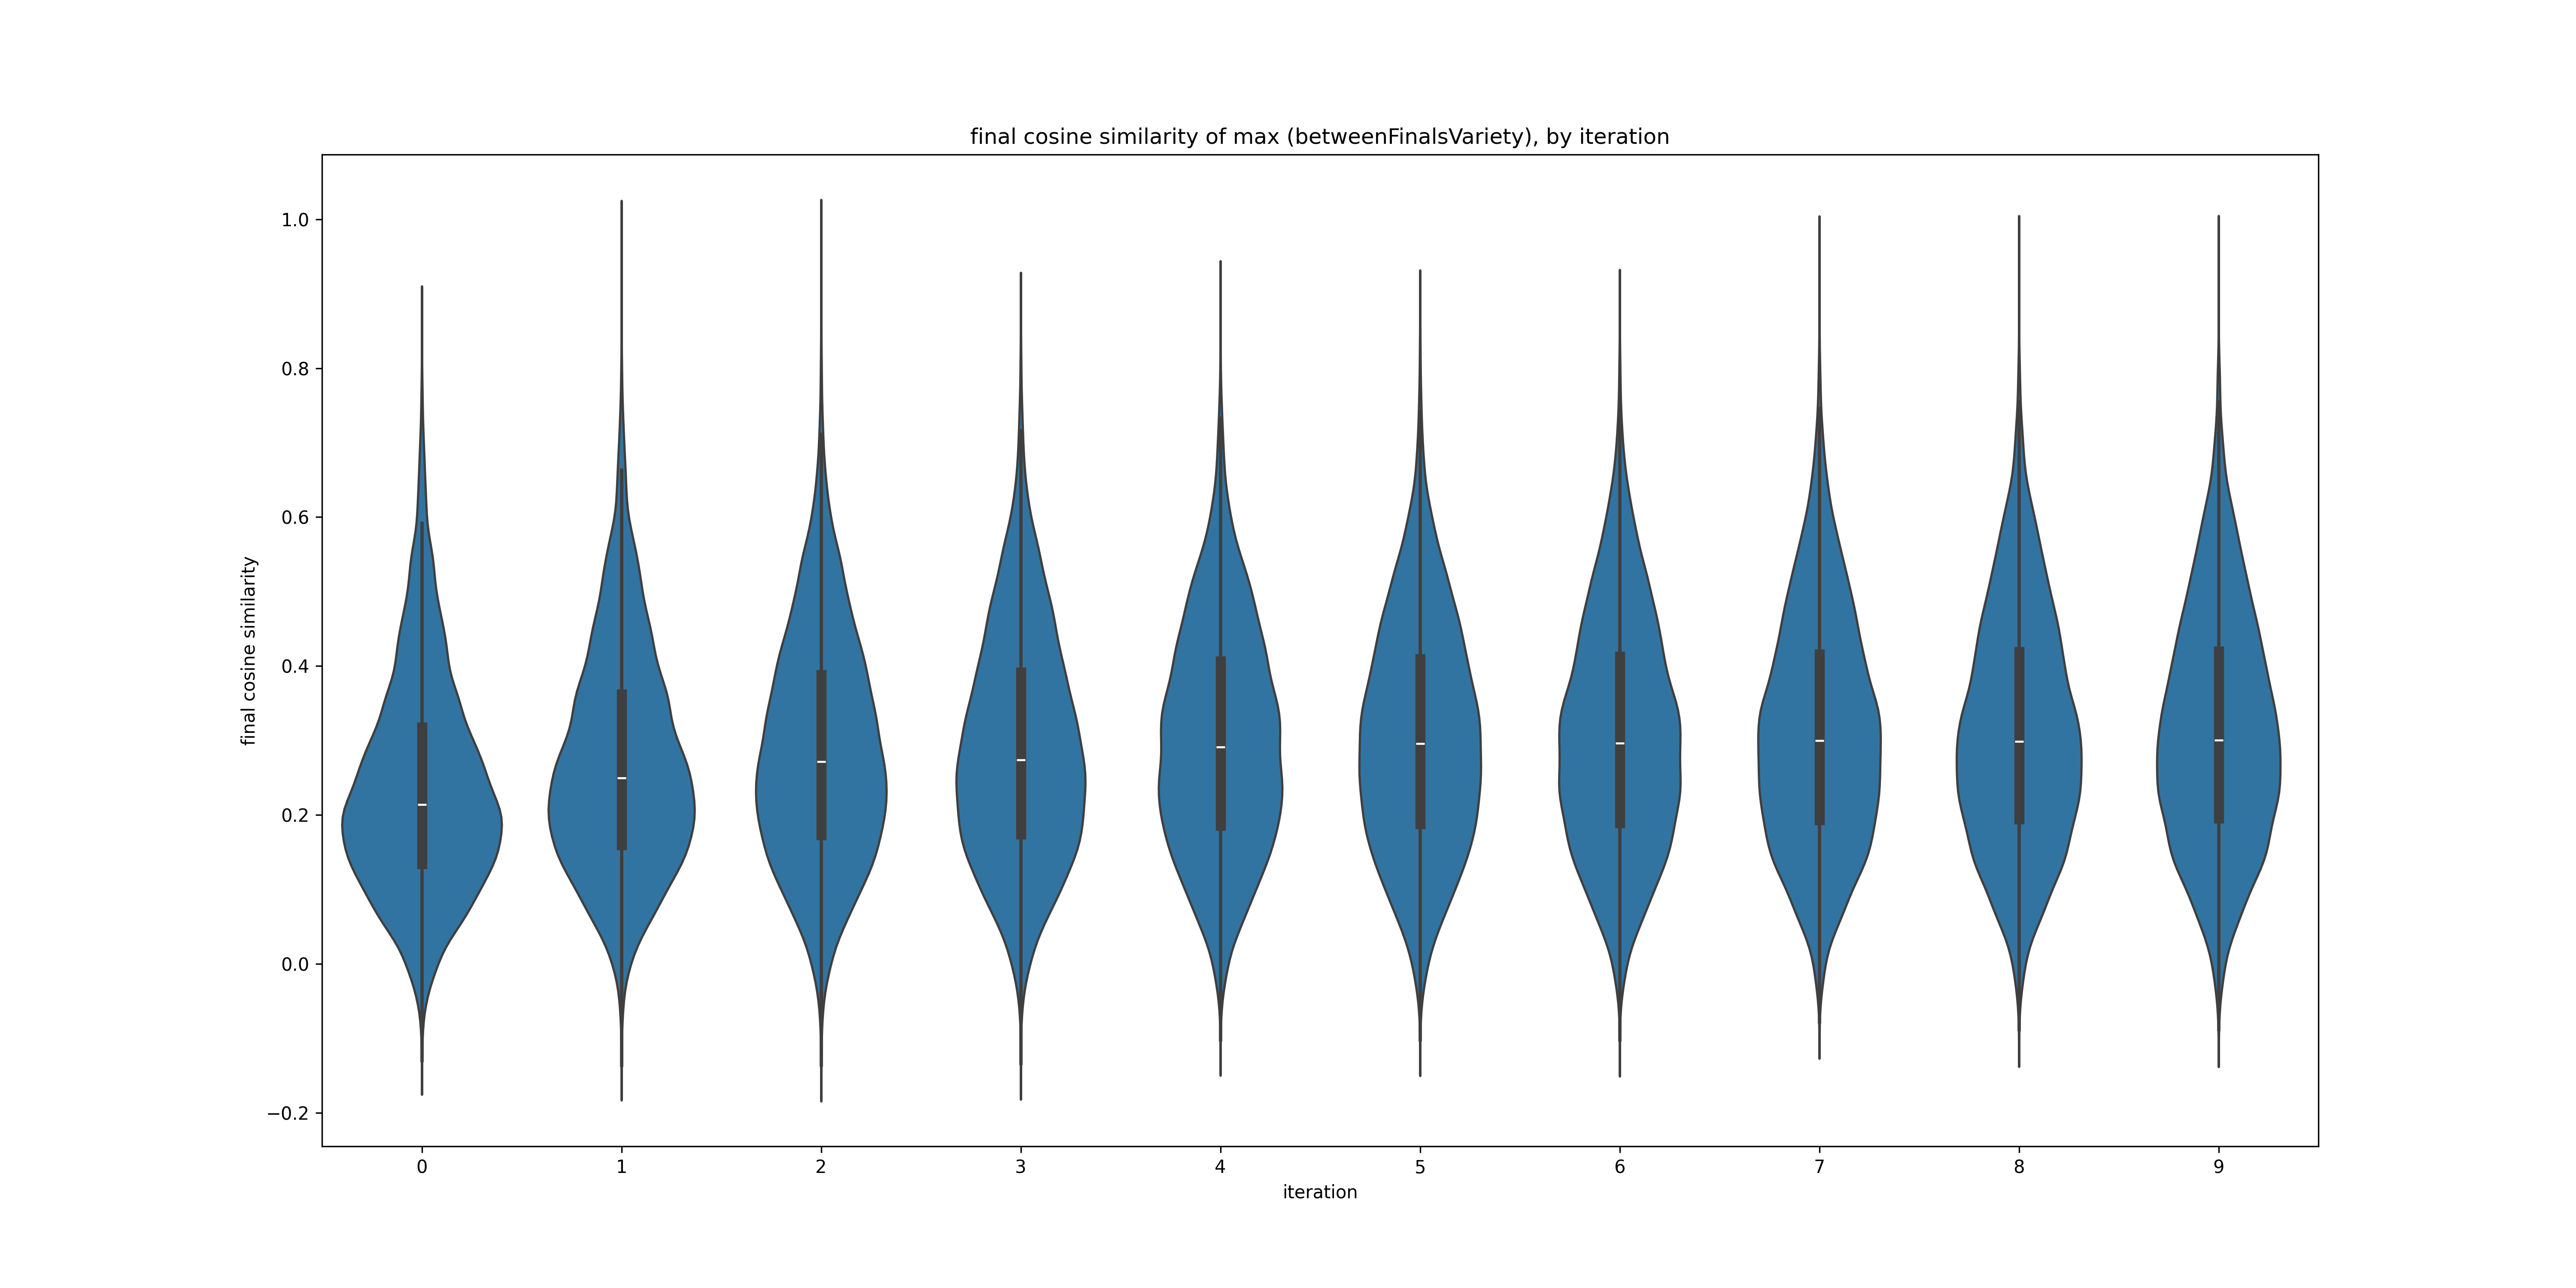 final cosine similarity of max (betweenFinalsVariety), by iteration
final cosine similarity
1.0
0.8
0.6
0.4
0.2
0.0
−0.2
0 1 2 3 4 5 6 7 8 9
iteration